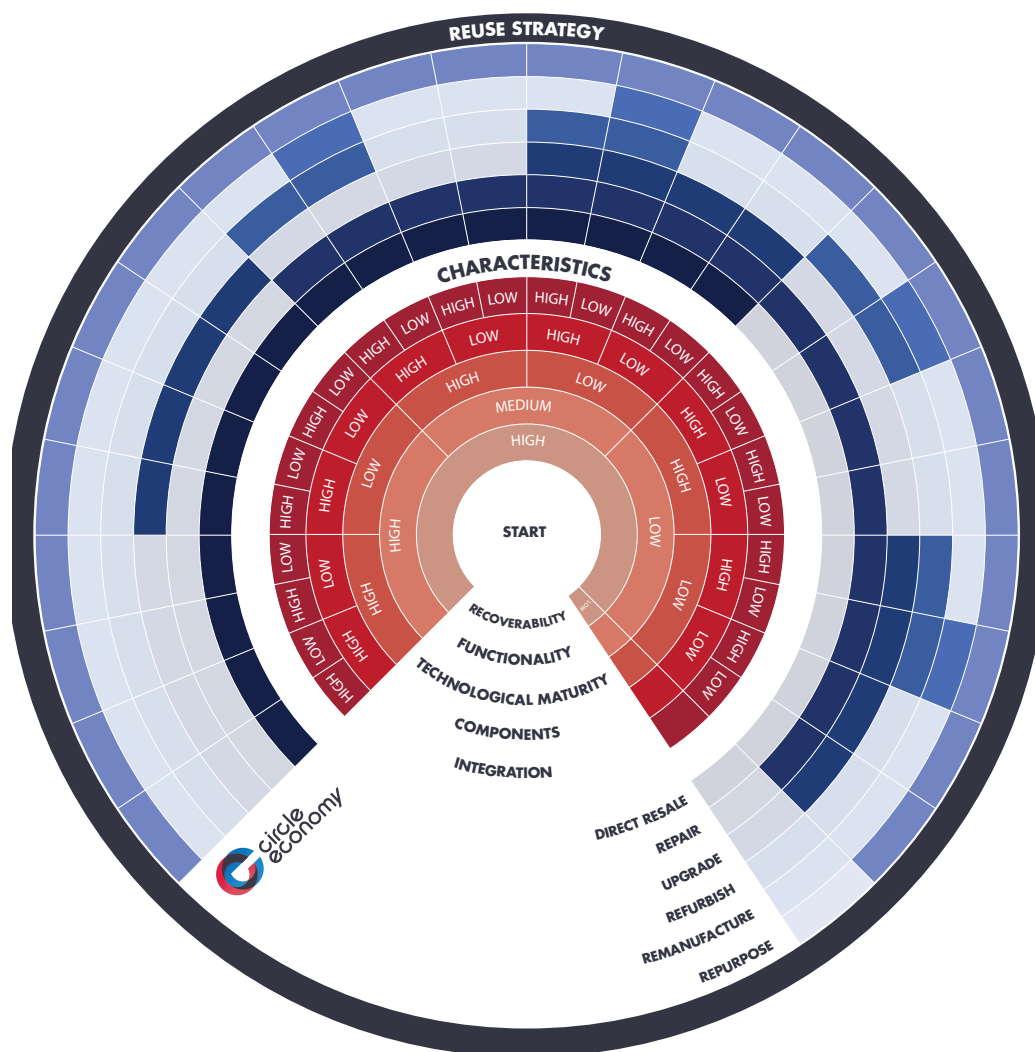 REUSE STRATEGY
CHARACTERISTICS
HIGH LOW HIGH LOW HIGH LOW HIGH LOW HIGH LOW HIGH LOW HIGH LOW HIGH LOW HIGH LOW HIGH LOW HIGH LOW HIGH LOW
HIGH LOW HIGH LOW HIGH LOW HIGH LOW HIGH LOW HIGH LOW
HIGH LOW HIGH LOW HIGH LOW
HIGH MEDIUM LOW
HIGH LOW
START
RECOVERABILITY
FUNCTIONALITY
TECHNOLOGICAL MATURITY
COMPONENTS
INTEGRATION
DIRECT RESALE
REPAIR
UPGRADE
REFURBISH
REMANUFACTURE
REPURPOSE
circle
economy